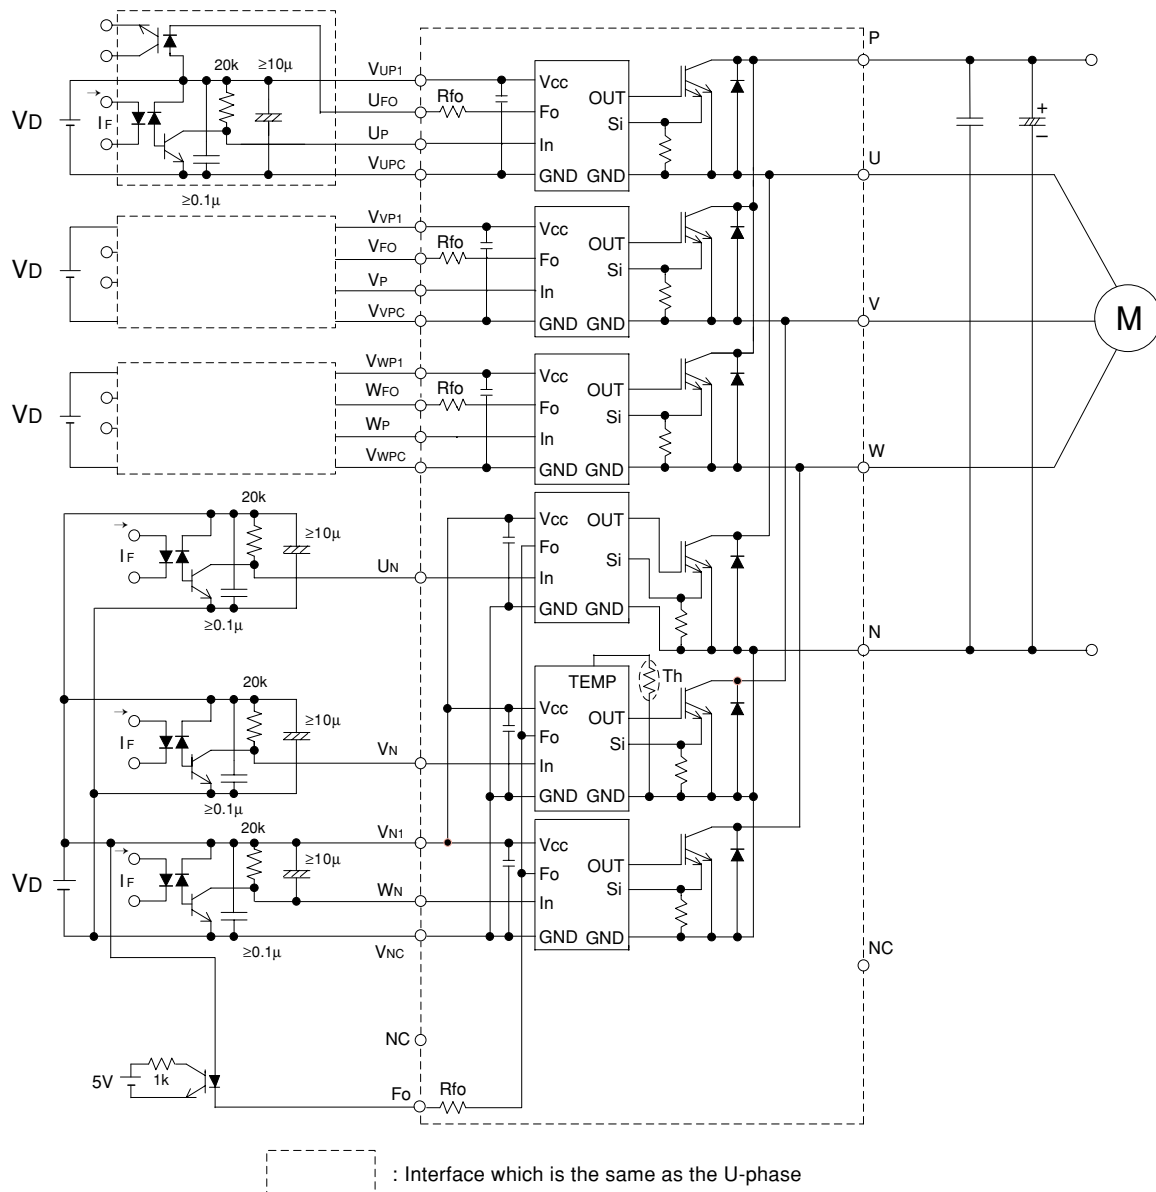 P
20k
≥10µ
VUP1
Vcc
Rfo
UFO
Fo
OUT
VD
IF
UP
In
Si
VUPC
GND GND
U
≥0.1µ
+
–
VVP1
Vcc
VFO
Rfo
Fo
OUT
VD
VP
In
Si
VVPC
GND GND
V
M
VWP1
Vcc
WFO
Rfo
Fo
OUT
VD
WP
In
Si
VWPC
GND GND
W
20k
≥10µ
IF
UN
≥0.1µ
Vcc OUT
Fo
Si
In
GND GND
N
20k
≥10µ
IF
VN
≥0.1µ
TEMP
Th
Vcc
OUT
Fo
Si
In
GND GND
20k
≥10µ
VN1
VD
IF
WN
VNC
≥0.1µ
Vcc
OUT
Fo
Si
In
GND GND
NC
NC
5V
1k
Fo
Rfo
: Interface which is the same as the U-phase